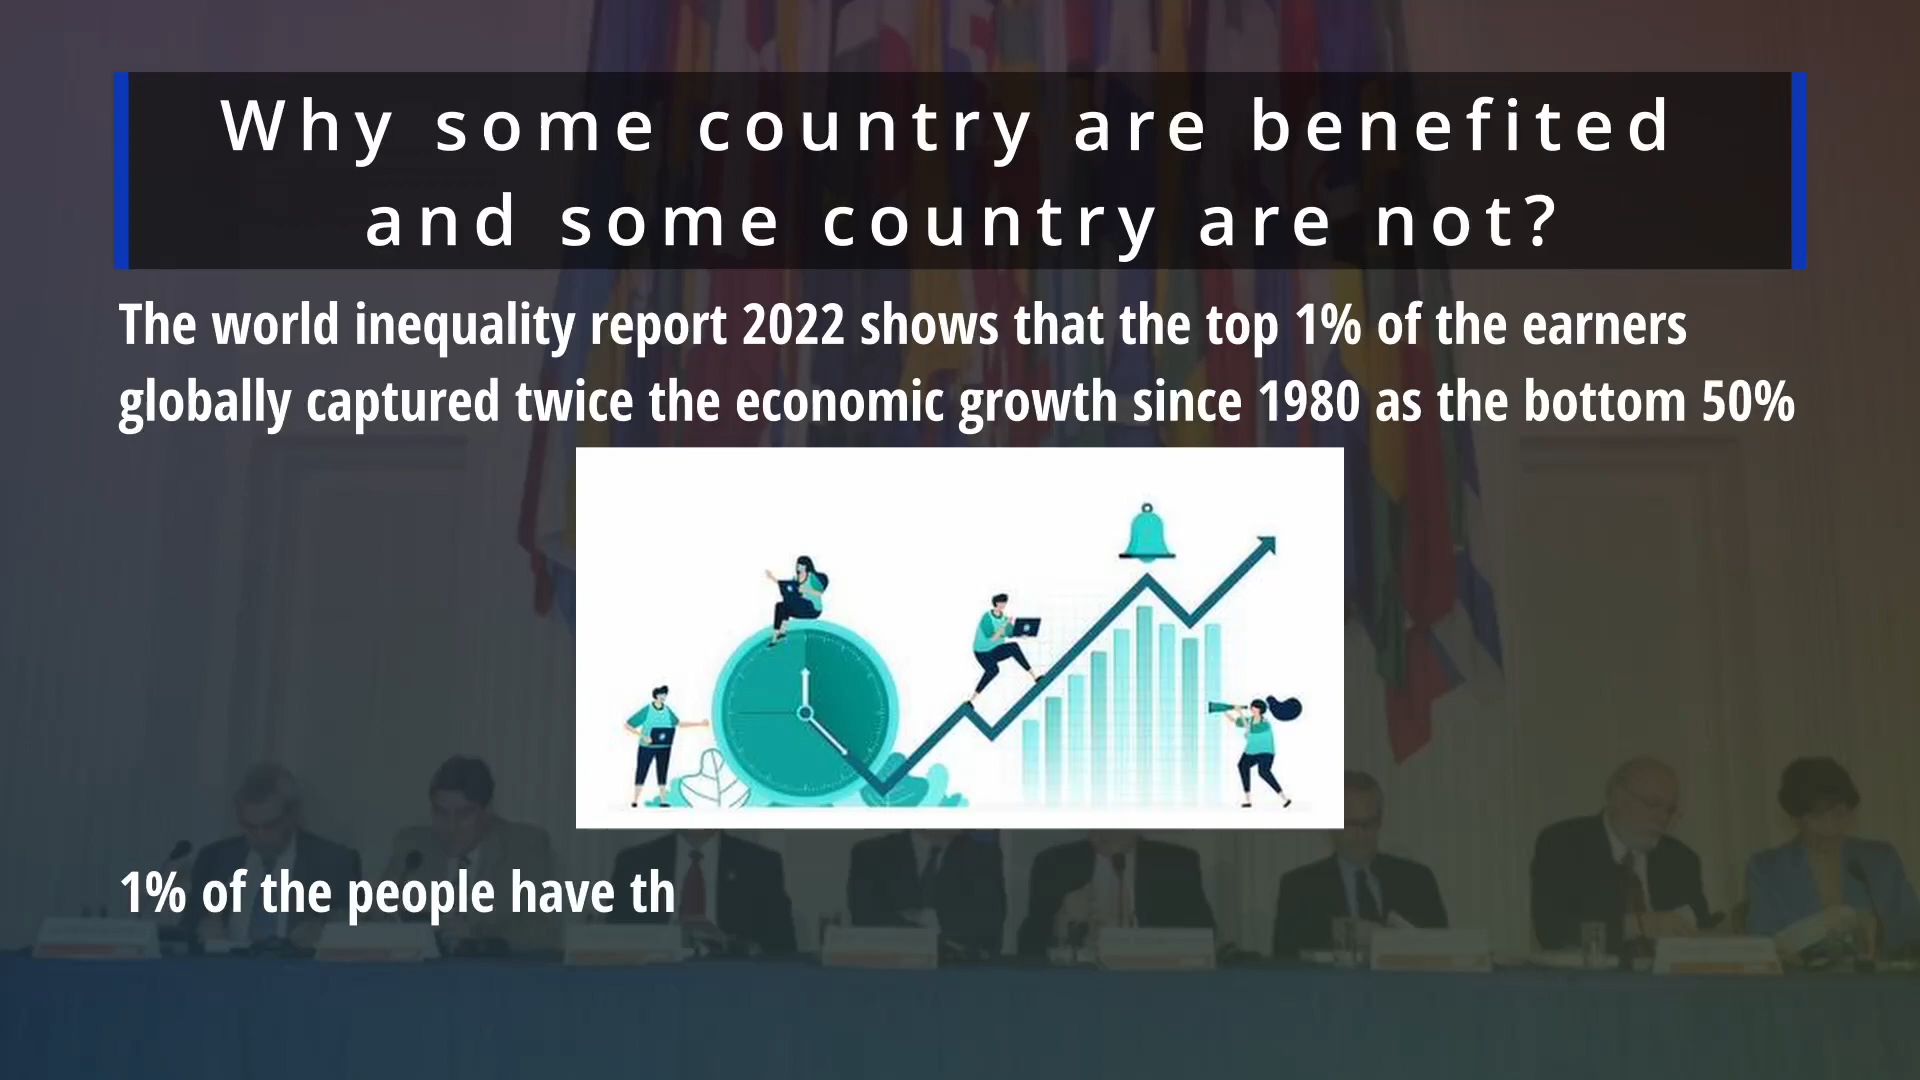 Why some country are benefited
and some country are not?
The world inequality report 2022 shows that the top 1% of the earners
globally captured twice the economic growth since 1980 as the bottom 50%
1% of the people have th